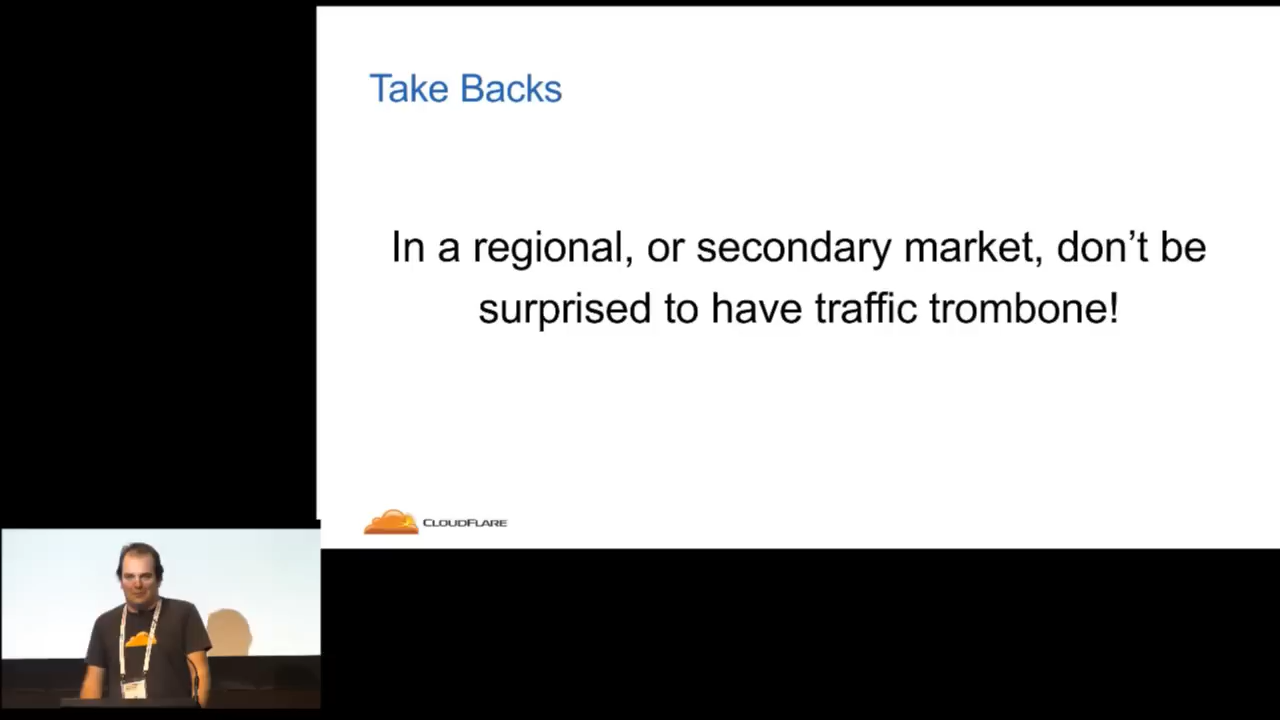 Take Backs
In a regional, or secondary market, don’t be
surprised to have traffic trombone!
CLOUDFLARE